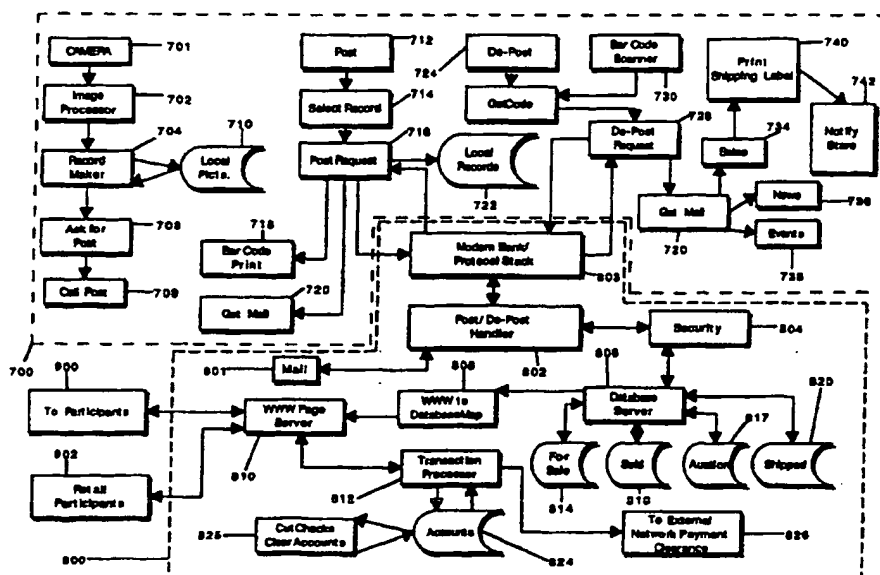 CAMERA
701
Image
Processor
702
Record
Maker
704
710
Local
Picts.
Ask for
Post
708
Call Post
709
Post
712
Select Record
714
Post Request
716
Local
Records
722
Bar Code
Print
718
Get Mail
720
De-Post
724
GetCode
Bar Code
Scanner
730
De-Post
Request
728
Get Mail
720
Sales
734
Print
Shipping Label
740
Notify
Store
742
News
736
Events
738
Modem Bank/
Protocol Stack
803
Post/ De-Post
Handler
802
Security
804
Mail
801
700
900
To Participants
902
Retail
Participants
WWW Page
Server
810
808
WWW to
Database Map
806
Database
Server
For
Sale
814
Sold
816
Auction
817
Shipped
820
Transaction
Processor
812
Cut Checks
Clear Accounts
825
Accounts
824
To External
Network Payment
Clearance
826
800